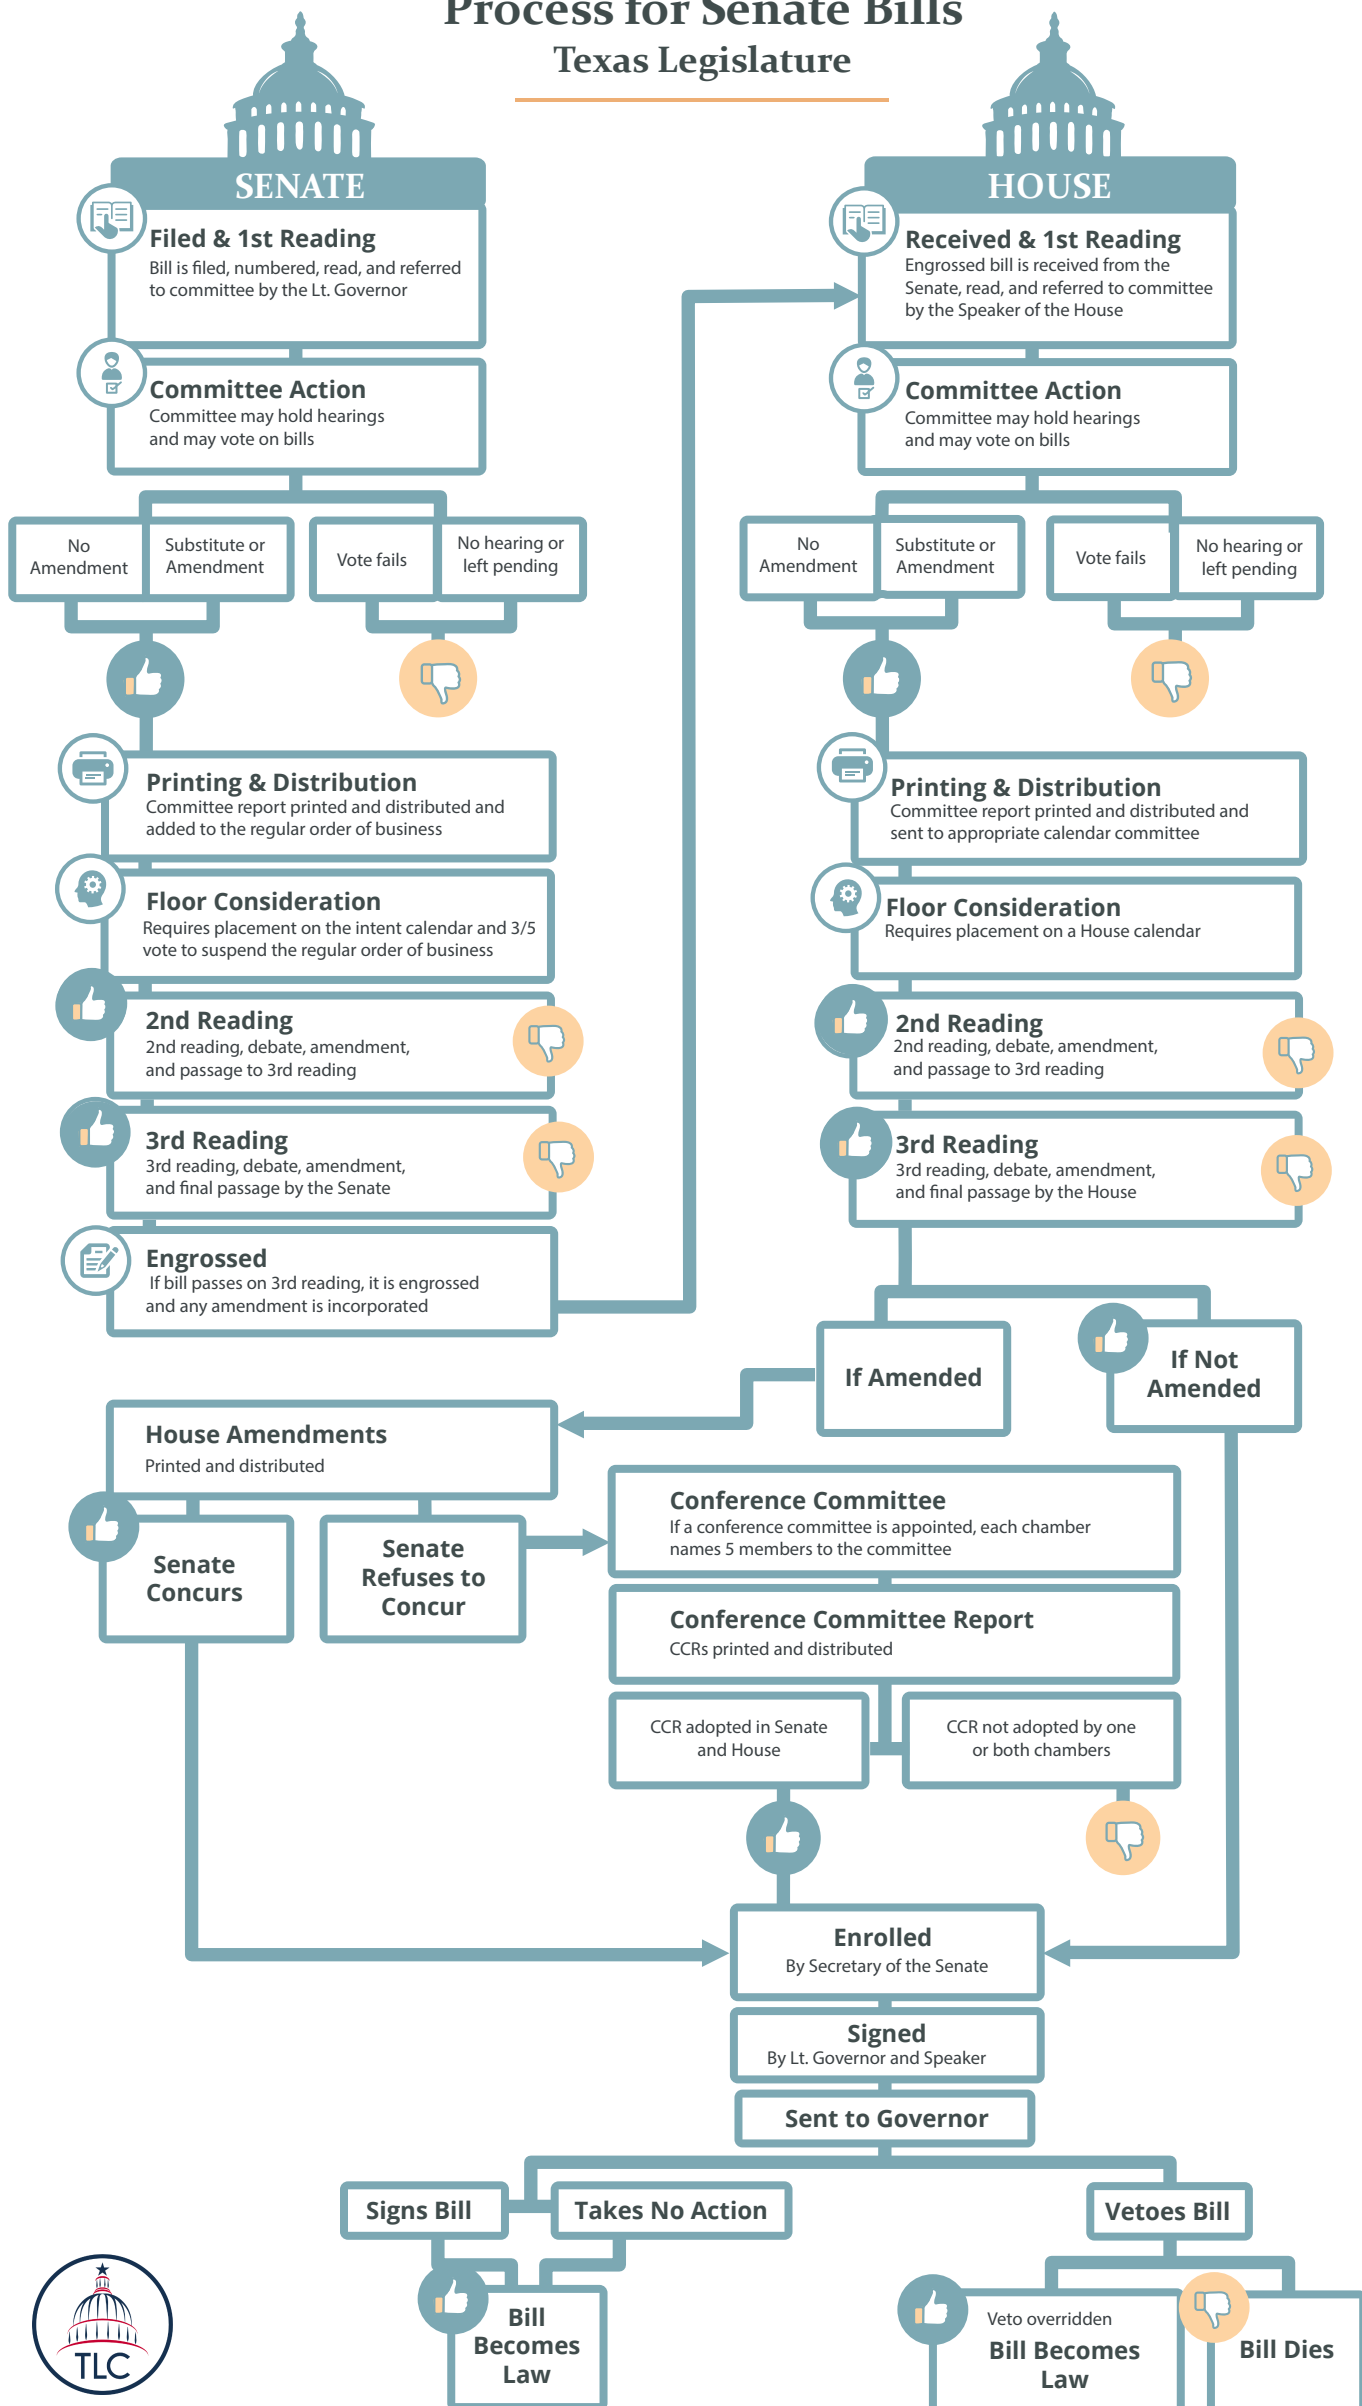 Process for Senate Bills
Texas Legislature
SENATE
Filed & 1st Reading
Bill is filed, numbered, read, and referred
to committee by the Lt. Governor
Committee Action
Committee may hold hearings
and may vote on bills
No
Amendment
Substitute or
Amendment
Vote fails
No hearing or
left pending
Printing & Distribution
Committee report printed and distributed and
added to the regular order of business
Floor Consideration
Requires placement on the intent calendar and 3/5
vote to suspend the regular order of business
2nd Reading
2nd reading, debate, amendment,
and passage to 3rd reading
3rd Reading
3rd reading, debate, amendment,
and final passage by the Senate
Engrossed
If bill passes on 3rd reading, it is engrossed
and any amendment is incorporated
HOUSE
Received & 1st Reading
Engrossed bill is received from the
Senate, read, and referred to committee
by the Speaker of the House
Committee Action
Committee may hold hearings
and may vote on bills
No
Amendment
Substitute or
Amendment
Vote fails
No hearing or
left pending
Printing & Distribution
Committee report printed and distributed and
sent to appropriate calendar committee
Floor Consideration
Requires placement on a House calendar
2nd Reading
2nd reading, debate, amendment,
and passage to 3rd reading
3rd Reading
3rd reading, debate, amendment,
and final passage by the House
If Amended
If Not
Amended
House Amendments
Printed and distributed
Senate
Concurs
Senate
Refuses to
Concur
Conference Committee
If a conference committee is appointed, each chamber
names 5 members to the committee
Conference Committee Report
CCRs printed and distributed
CCR adopted in Senate
and House
CCR not adopted by one
or both chambers
Enrolled
By Secretary of the Senate
Signed
By Lt. Governor and Speaker
Sent to Governor
Signs Bill
Takes No Action
Vetoes Bill
Bill
Becomes
Law
Veto overridden
Bill Becomes
Law
Bill Dies
TLC